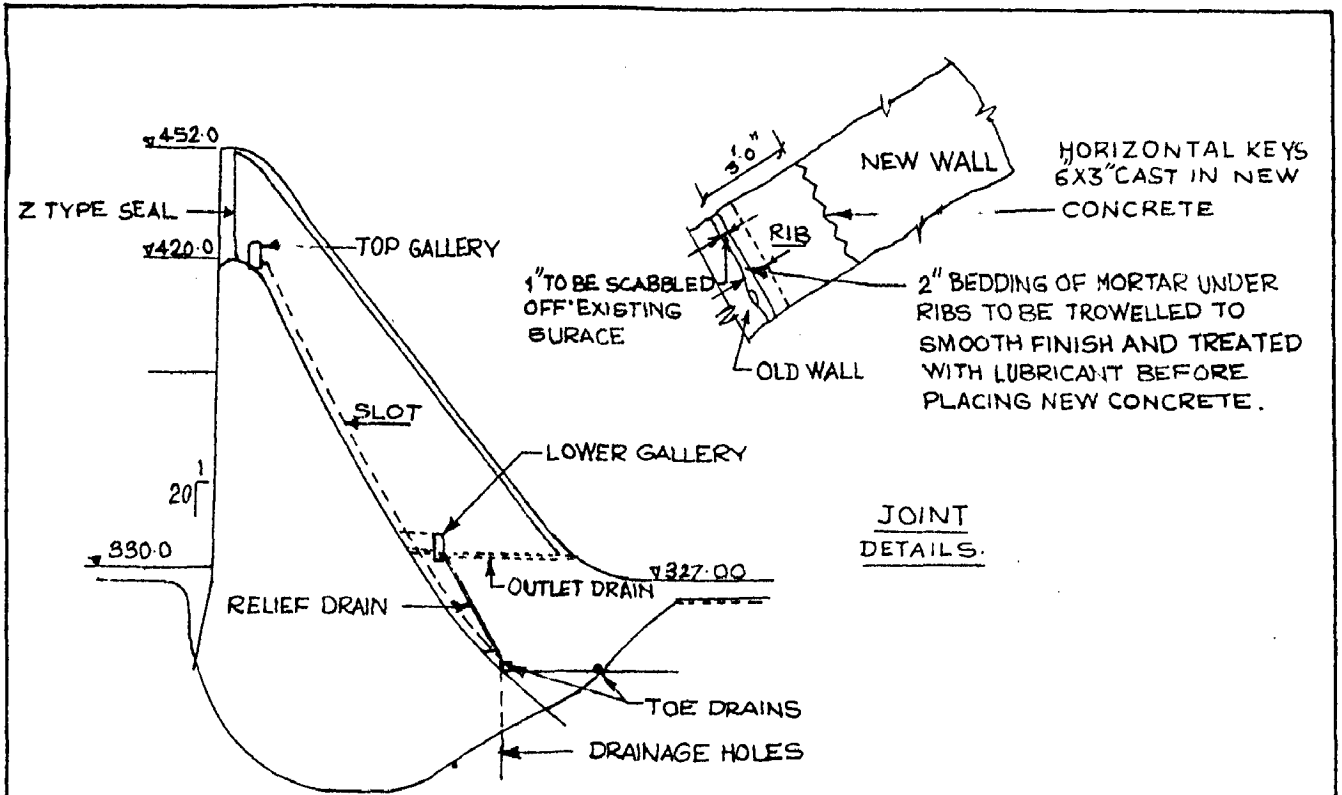 452.0
Z TYPE SEAL
420.0
TOP GALLERY
SLOT
LOWER GALLERY
1
20
330.0
327.00
OUTLET DRAIN
RELIEF DRAIN
TOE DRAINS
DRAINAGE HOLES
3'.0"
NEW WALL
HORIZONTAL KEYS
6X3" CAST IN NEW
CONCRETE
RIB
1" TO BE SCABBLED
OFF EXISTING
SURACE
OLD WALL
2" BEDDING OF MORTAR UNDER
RIBS TO BE TROWELLED TO
SMOOTH FINISH AND TREATED
WITH LUBRICANT BEFORE
PLACING NEW CONCRETE.
JOINT
DETAILS.